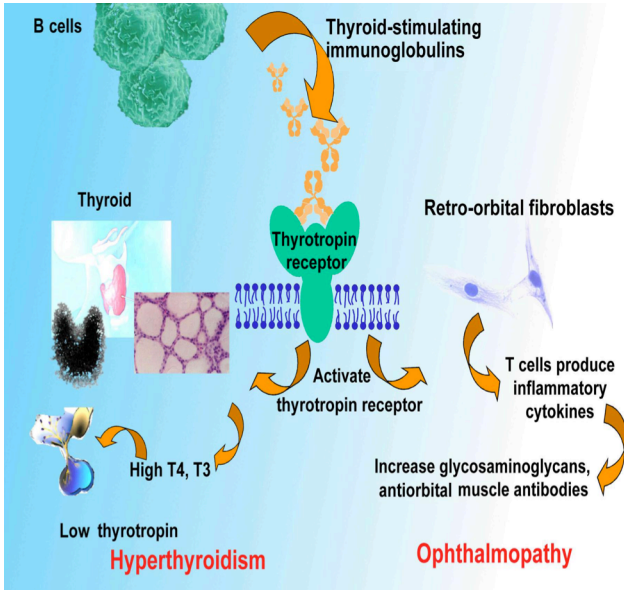 B cells
Thyroid-stimulating
immunoglobulins
Thyroid
Retro-orbital fibroblasts
Thyrotropin
receptor
Activate
thyrotropin receptor
T cells produce
inflammatory
cytokines
High T4, T3
Increase glycosaminoglycans,
antiorbital muscle antibodies
Low thyrotropin
Hyperthyroidism
Ophthalmopathy